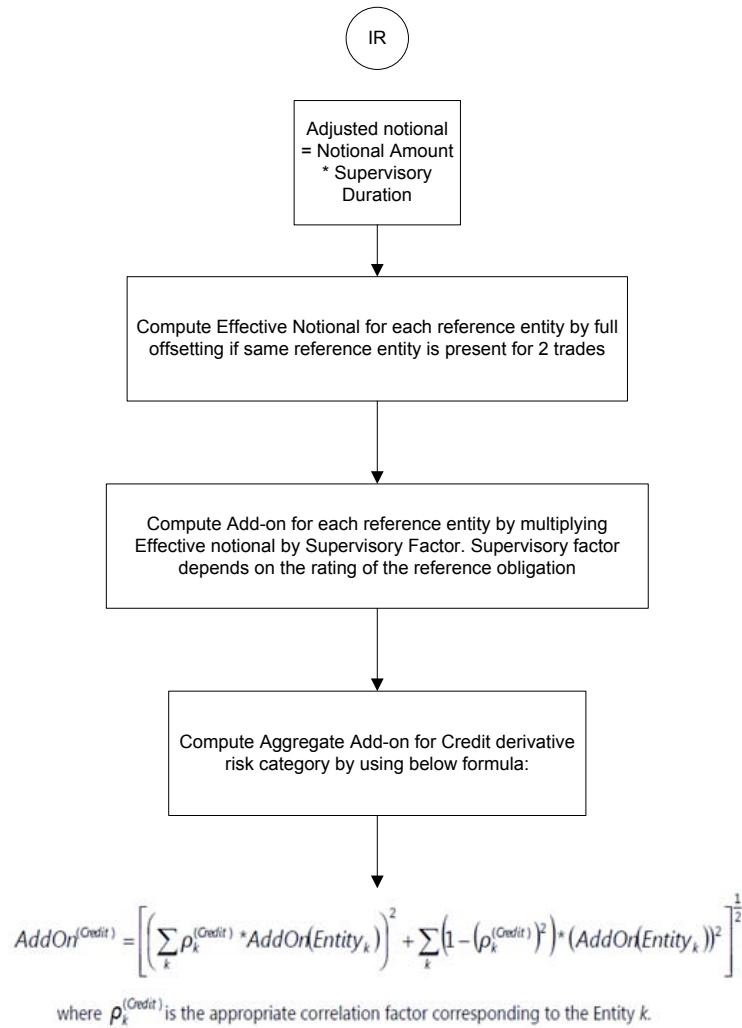 IR
Adjusted notional
= Notional Amount
* Supervisory
Duration
Compute Effective Notional for each reference entity by full
offsetting if same reference entity is present for 2 trades
Compute Add-on for each reference entity by multiplying
Effective notional by Supervisory Factor. Supervisory factor
depends on the rating of the reference obligation
Compute Aggregate Add-on for Credit derivative
risk category by using below formula:
AddOn^(Credit) = [ ( ∑_k ρ_k^(Credit) * AddOn(Entity_k) )^2 + ∑_k ( 1 − (ρ_k^(Credit))^2 ) * (AddOn(Entity_k))^2 ]^(1/2)
where ρ_k^(Credit) is the appropriate correlation factor corresponding to the Entity k.